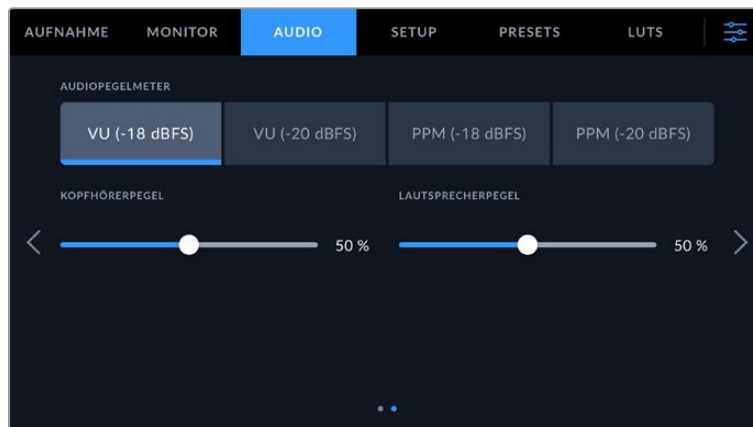 AUFNAHME MONITOR AUDIO SETUP PRESETS LUTS
AUDIOPEGELMETER
VU (-18 dBFS) VU (-20 dBFS) PPM (-18 dBFS) PPM (-20 dBFS)
KOPFHÖRERPEGEL LAUTSPRECHERPEGEL
50 % 50 %